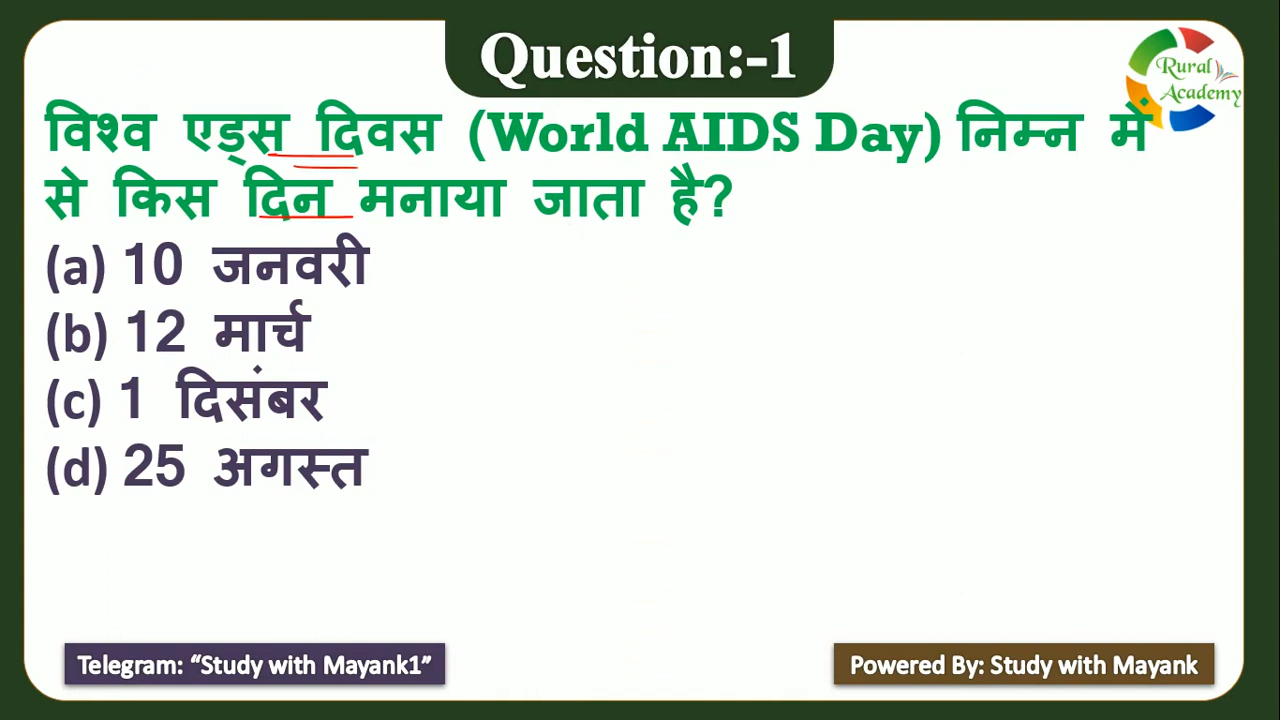 Question:-1
Rural
Academy
विश्व एड्स दिवस (World AIDS Day) निम्न में
से किस दिन मनाया जाता है?
(a) 10 जनवरी
(b) 12 मार्च
(c) 1 दिसंबर
(d) 25 अगस्त
Telegram: “Study with Mayank1”
Powered By: Study with Mayank